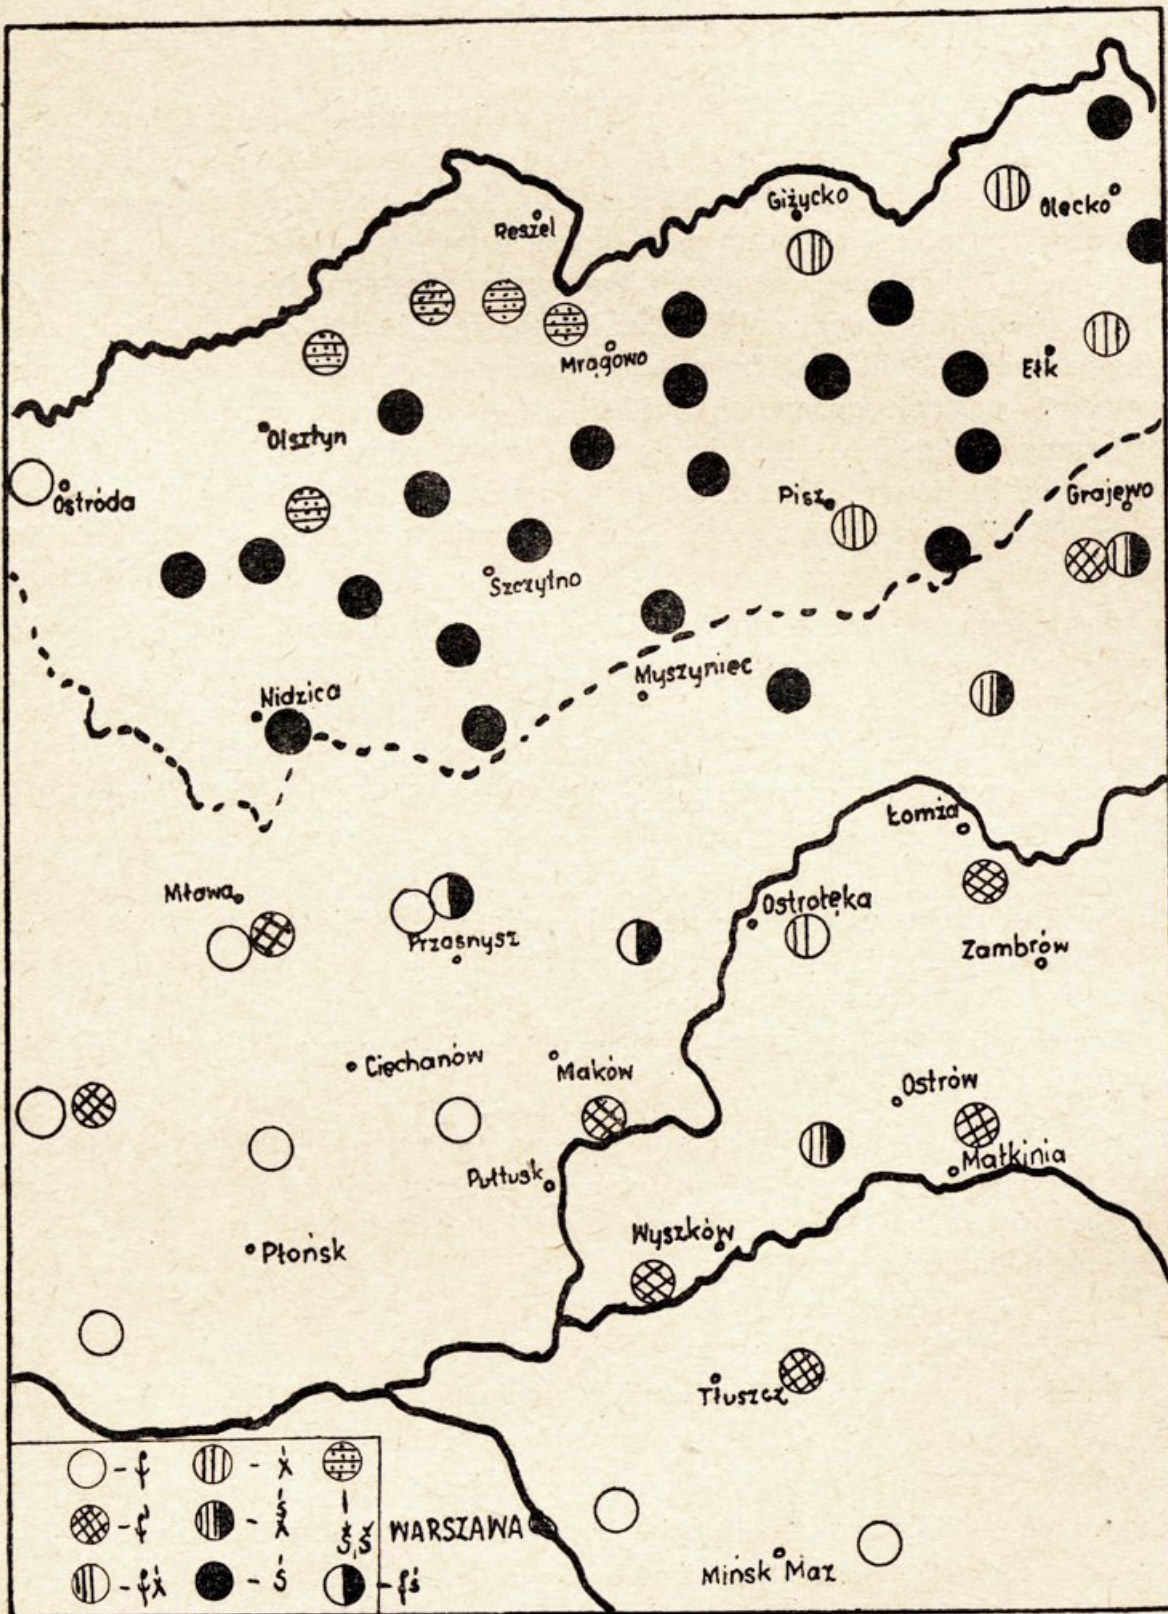 Reszel
Giżycko
Olecko
Mrągowo
Ełk
Olsztyn
Ostróda
Pisz
Grajewo
Szczytno
Myszyniec
Nidzica
Łomża
Mława
Ostrołęka
Przasnysz
Zambrów
Ciechanów
Maków
Ostrów
Pułtusk
Małkinia
Wyszków
Płońsk
Tłuszcz
- f
- f'
- ś
- fś
WARSZAWA
Mińsk Maz